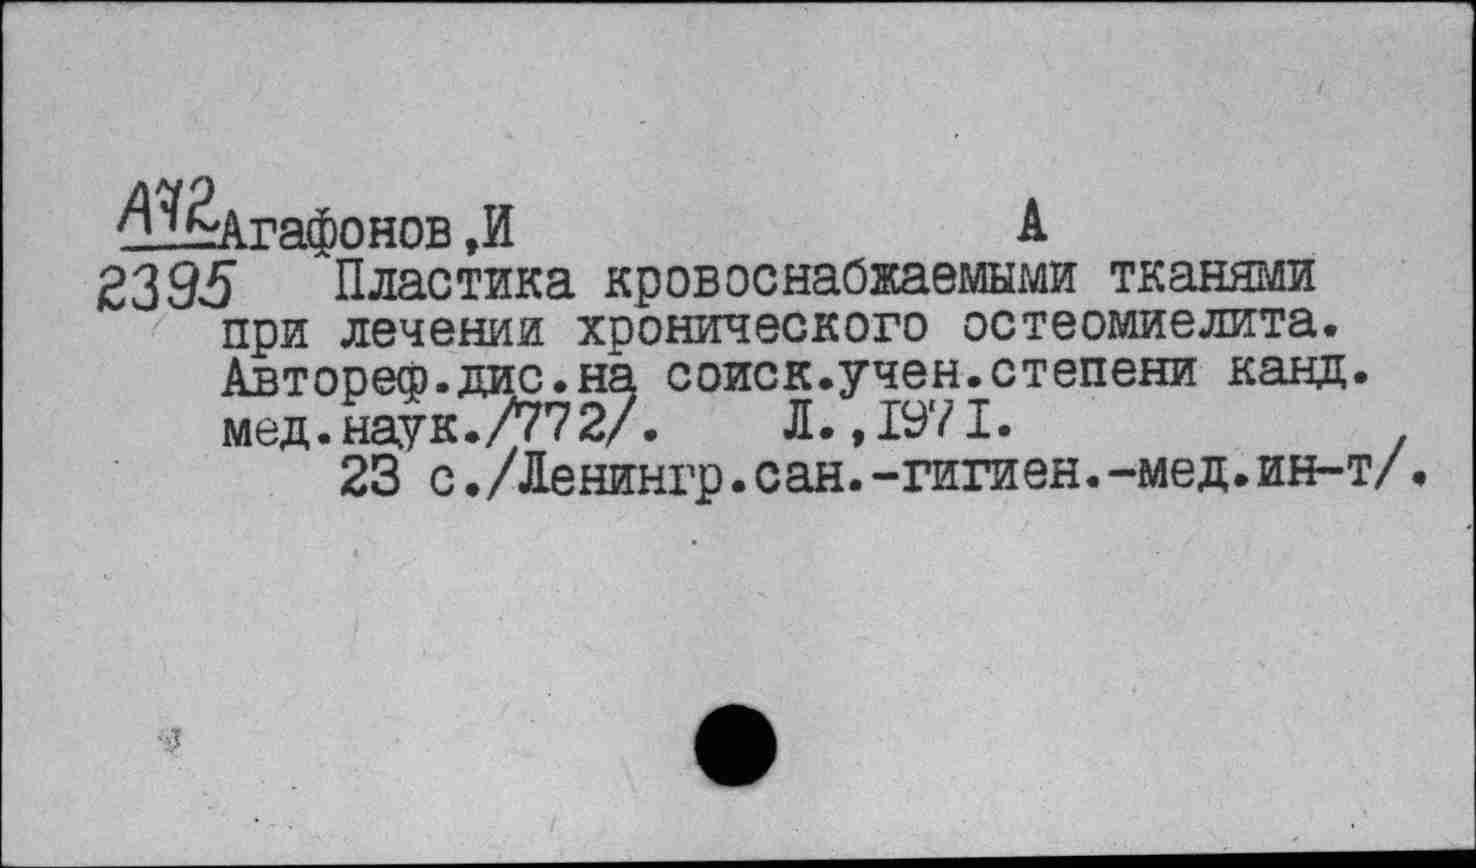 А72 Агафонов,И А
2395 Пластика кровоснабжаемыми тканями
при лечении хронического остеомиелита.
Автореф.дис.на соиск.учен.степени канд.
мед.наук./772/. Л.,1971.
23 с./Ленингр.сан.-гигиен.-мед.ин-т/.